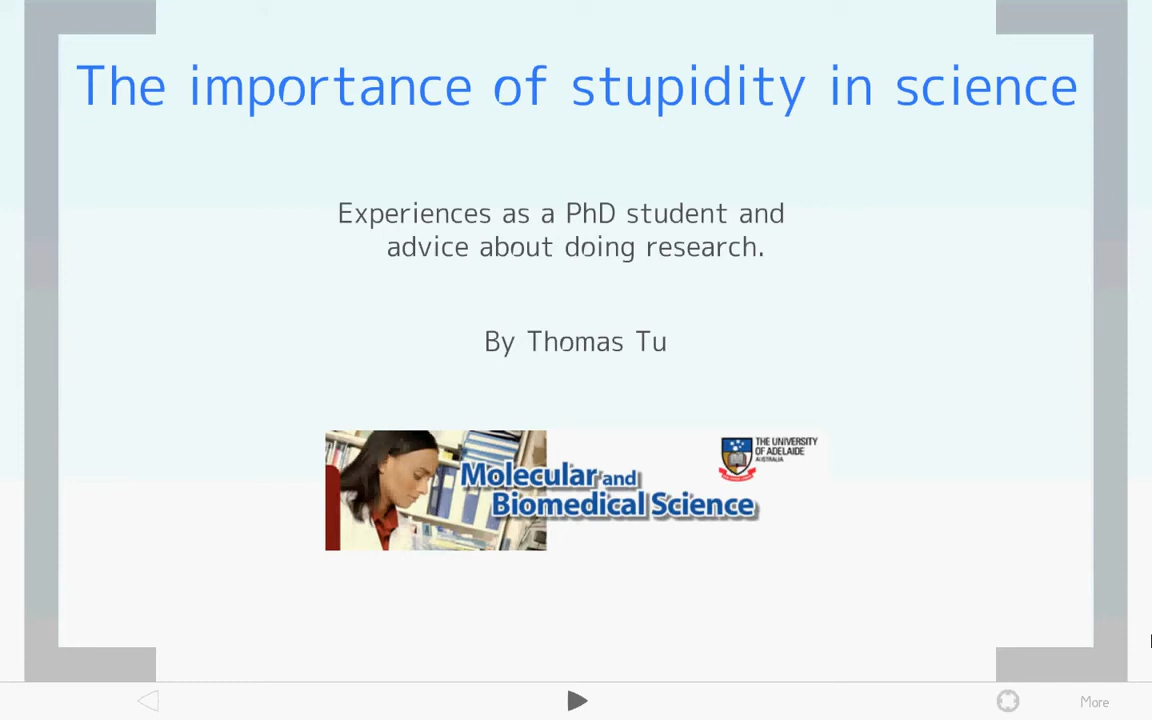 The importance of stupidity in science
Experiences as a PhD student and
advice about doing research.
By Thomas Tu
Molecular and
Biomedical Science
THE UNIVERSITY
OF ADELAIDE
AUSTRALIA
More